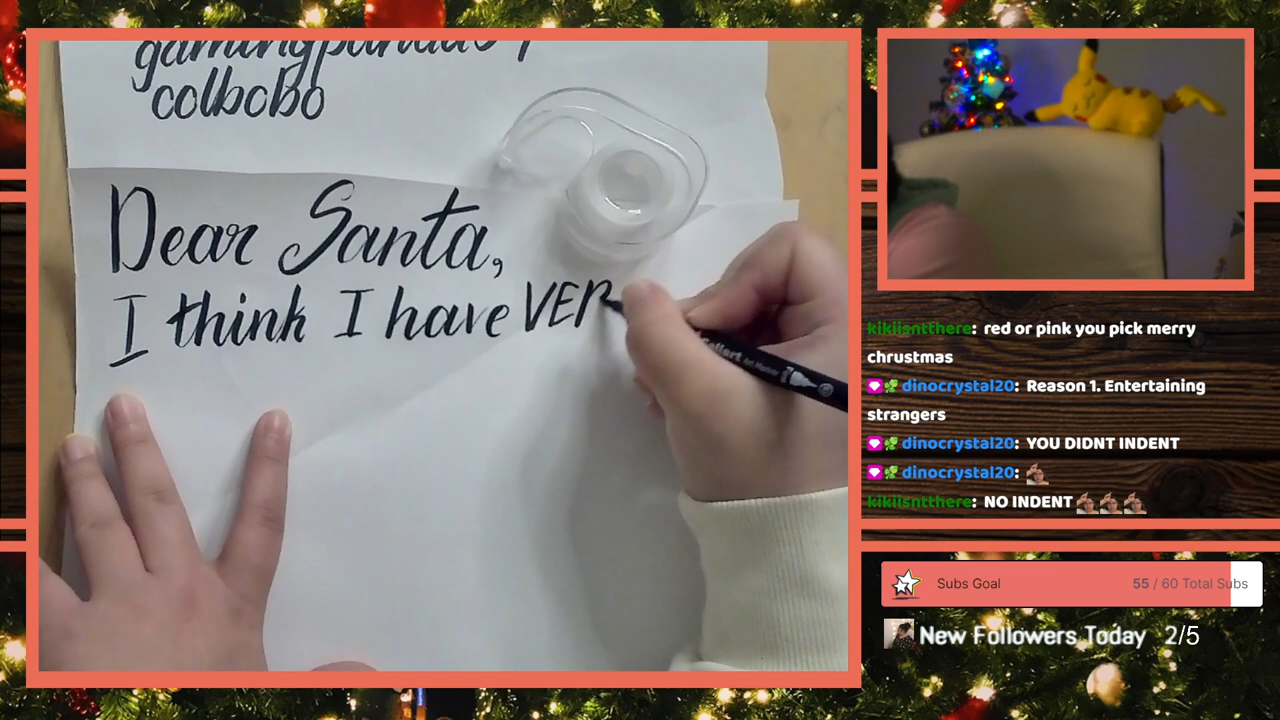 colbobo
Dear Santa,
I think I have VER
kikiisntthere: red or pink you pick merry
chrustmas
dinocrystal20: Reason 1. Entertaining
strangers
dinocrystal20: YOU DIDNT INDENT
dinocrystal20:
kikiisntthere: NO INDENT
Subs Goal 55 / 60 Total Subs
New Followers Today 2/5